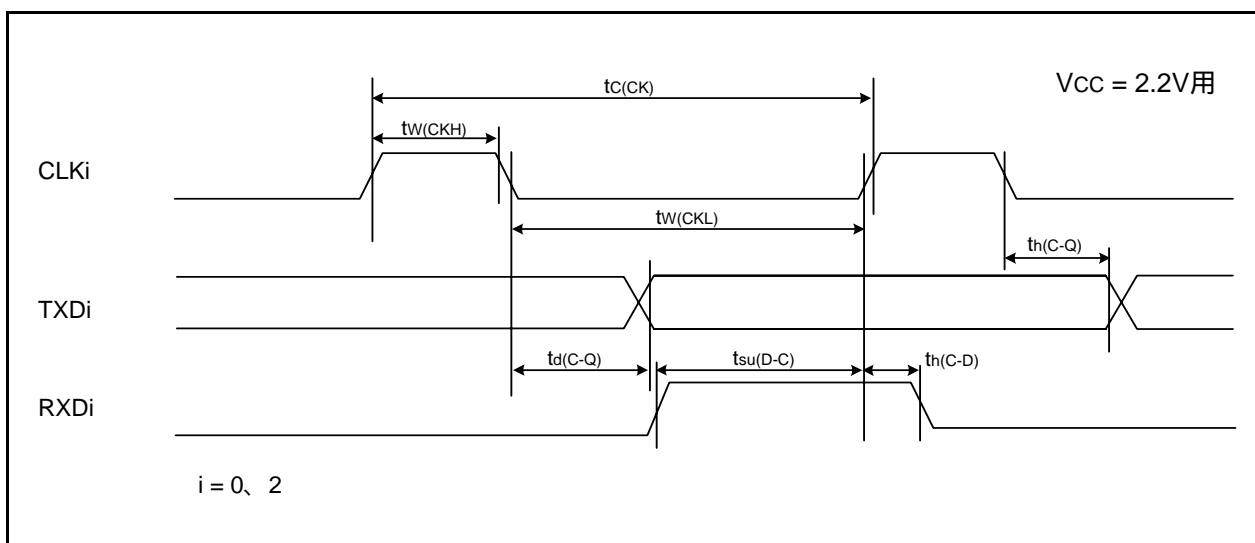 tC(CK)
VCC = 2.2V用
tW(CKH)
CLKi
tW(CKL)
th(C-Q)
TXDi
td(C-Q)
tsu(D-C)
th(C-D)
RXDi
i = 0、2